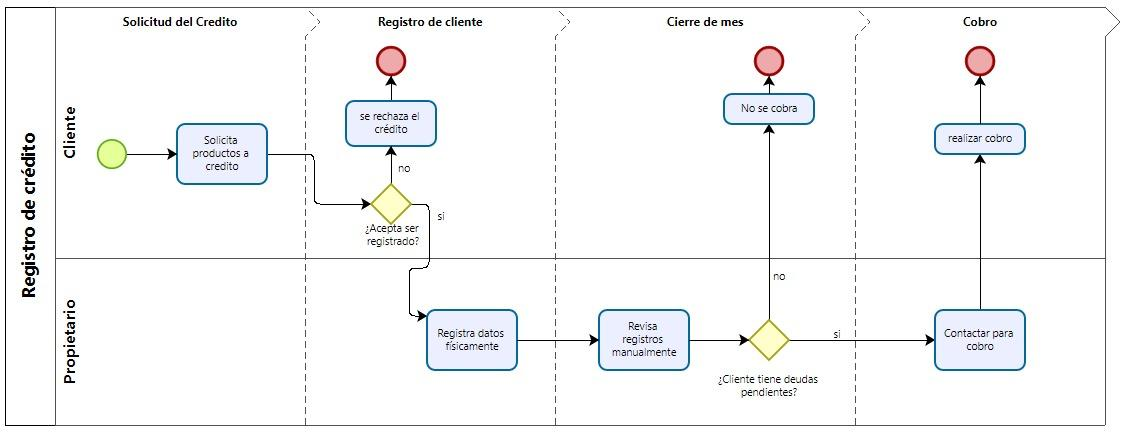 Solicitud del Credito
Registro de cliente
Cierre de mes
Cobro
Registro de crédito
Cliente
Solicita
productos a
credito
se rechaza el
crédito
no
¿Acepta ser
registrado?
si
No se cobra
realizar cobro
Propietario
Registra datos
físicamente
Revisa
registros
manualmente
no
¿Cliente tiene deudas
pendientes?
si
Contactar para
cobro